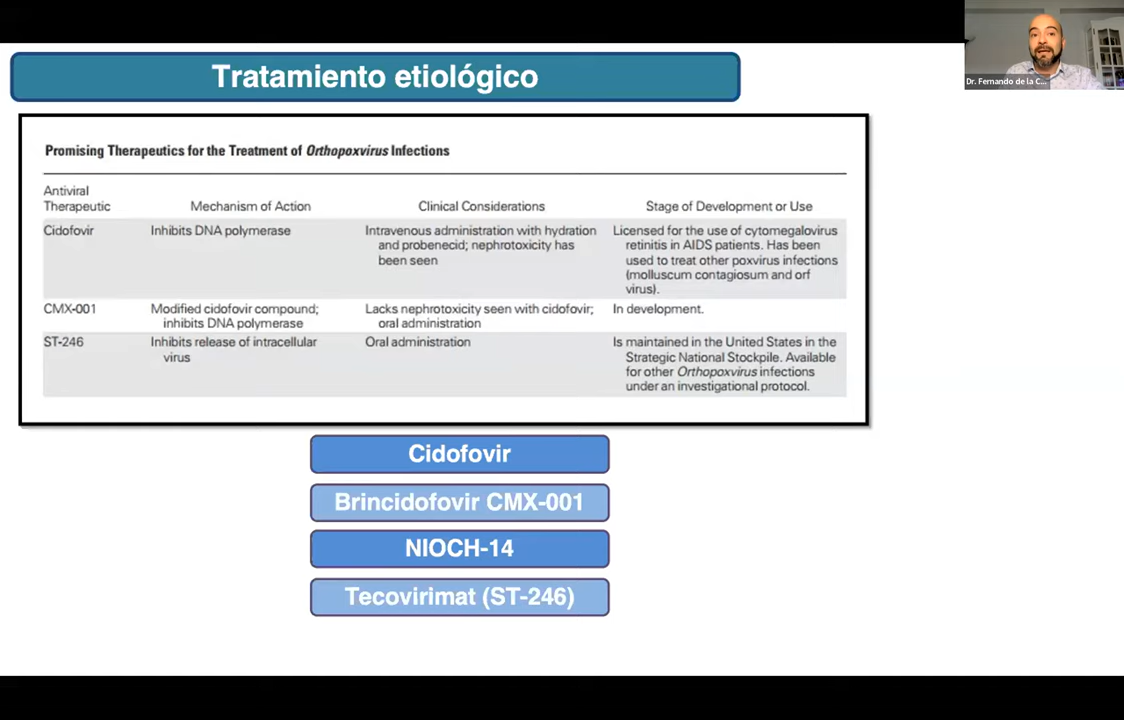 Tratamiento etiológico
Dr. Fernando de la C...
Promising Therapeutics for the Treatment of Orthopoxvirus Infections
Antiviral
Therapeutic
Mechanism of Action
Clinical Considerations
Stage of Development or Use
Cidofovir
Inhibits DNA polymerase
Intravenous administration with hydration
and probenecid; nephrotoxicity has
been seen
Licensed for the use of cytomegalovirus
retinitis in AIDS patients. Has been
used to treat other poxvirus infections
(molluscum contagiosum and orf
virus).
CMX-001
Modified cidofovir compound;
inhibits DNA polymerase
Lacks nephrotoxicity seen with cidofovir;
oral administration
In development.
ST-246
Inhibits release of intracellular
virus
Oral administration
Is maintained in the United States in the
Strategic National Stockpile. Available
for other Orthopoxvirus infections
under an investigational protocol.
Cidofovir
Brincidofovir CMX-001
NIOCH-14
Tecovirimat (ST-246)